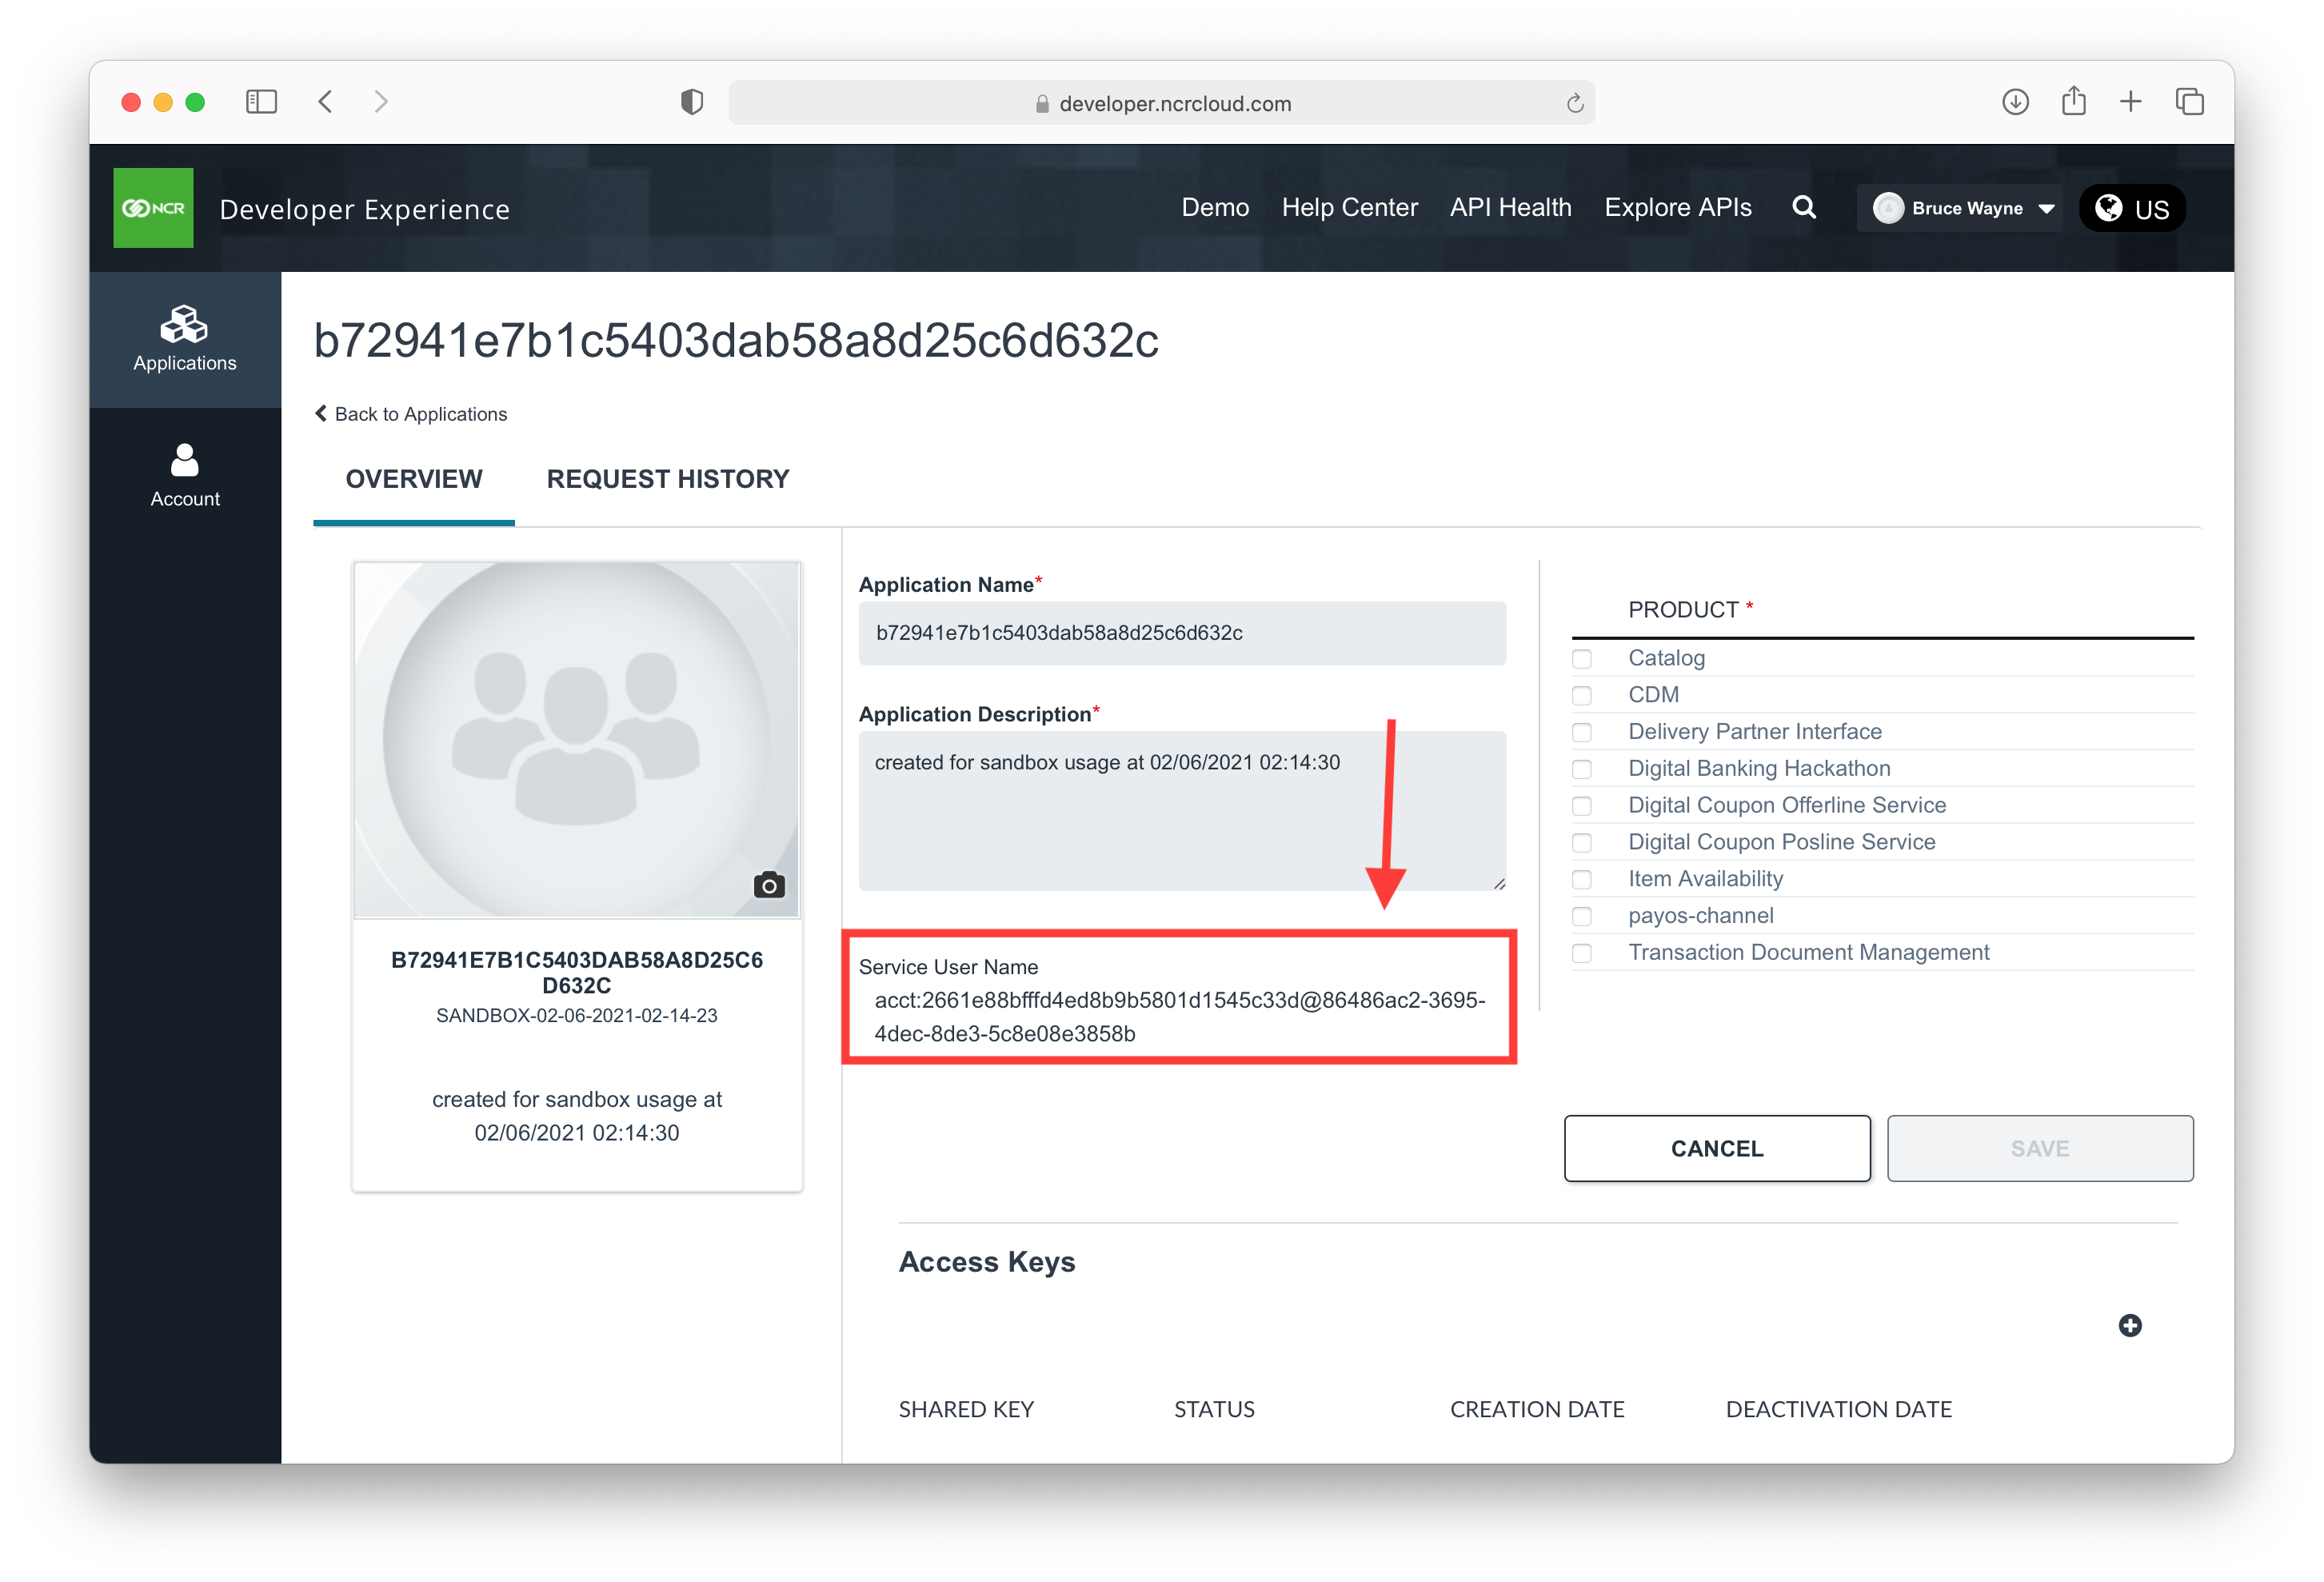 developer.ncrcloud.com
NCR
Developer Experience
Demo
Help Center
API Health
Explore APIs
Bruce Wayne
US
Applications
Account
b72941e7b1c5403dab58a8d25c6d632c
Back to Applications
OVERVIEW
REQUEST HISTORY
B72941E7B1C5403DAB58A8D25C6
D632C
SANDBOX-02-06-2021-02-14-23
created for sandbox usage at
02/06/2021 02:14:30
Application Name*
b72941e7b1c5403dab58a8d25c6d632c
Application Description*
created for sandbox usage at 02/06/2021 02:14:30
Service User Name
acct:2661e88bfffd4ed8b9b5801d1545c33d@86486ac2-3695-
4dec-8de3-5c8e08e3858b
PRODUCT *
Catalog
CDM
Delivery Partner Interface
Digital Banking Hackathon
Digital Coupon Offerline Service
Digital Coupon Posline Service
Item Availability
payos-channel
Transaction Document Management
CANCEL
SAVE
Access Keys
SHARED KEY
STATUS
CREATION DATE
DEACTIVATION DATE